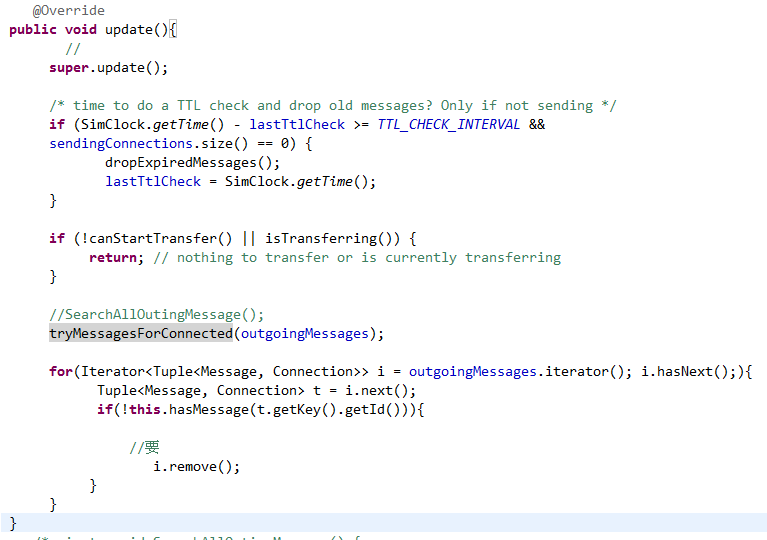 @Override
public void update(){
//
super.update();
/* time to do a TTL check and drop old messages? Only if not sending */
if (SimClock.getTime() - lastTtlCheck >= TTL_CHECK_INTERVAL &&
sendingConnections.size() == 0) {
dropExpiredMessages();
lastTtlCheck = SimClock.getTime();
}
if (!canStartTransfer() || isTransferring()) {
return; // nothing to transfer or is currently transferring
}
//SearchAllOutingMessage();
tryMessagesForConnected(outgoingMessages);
for(Iterator<Tuple<Message, Connection>> i = outgoingMessages.iterator(); i.hasNext();){
Tuple<Message, Connection> t = i.next();
if(!this.hasMessage(t.getKey().getId())){
//要
i.remove();
}
}
}